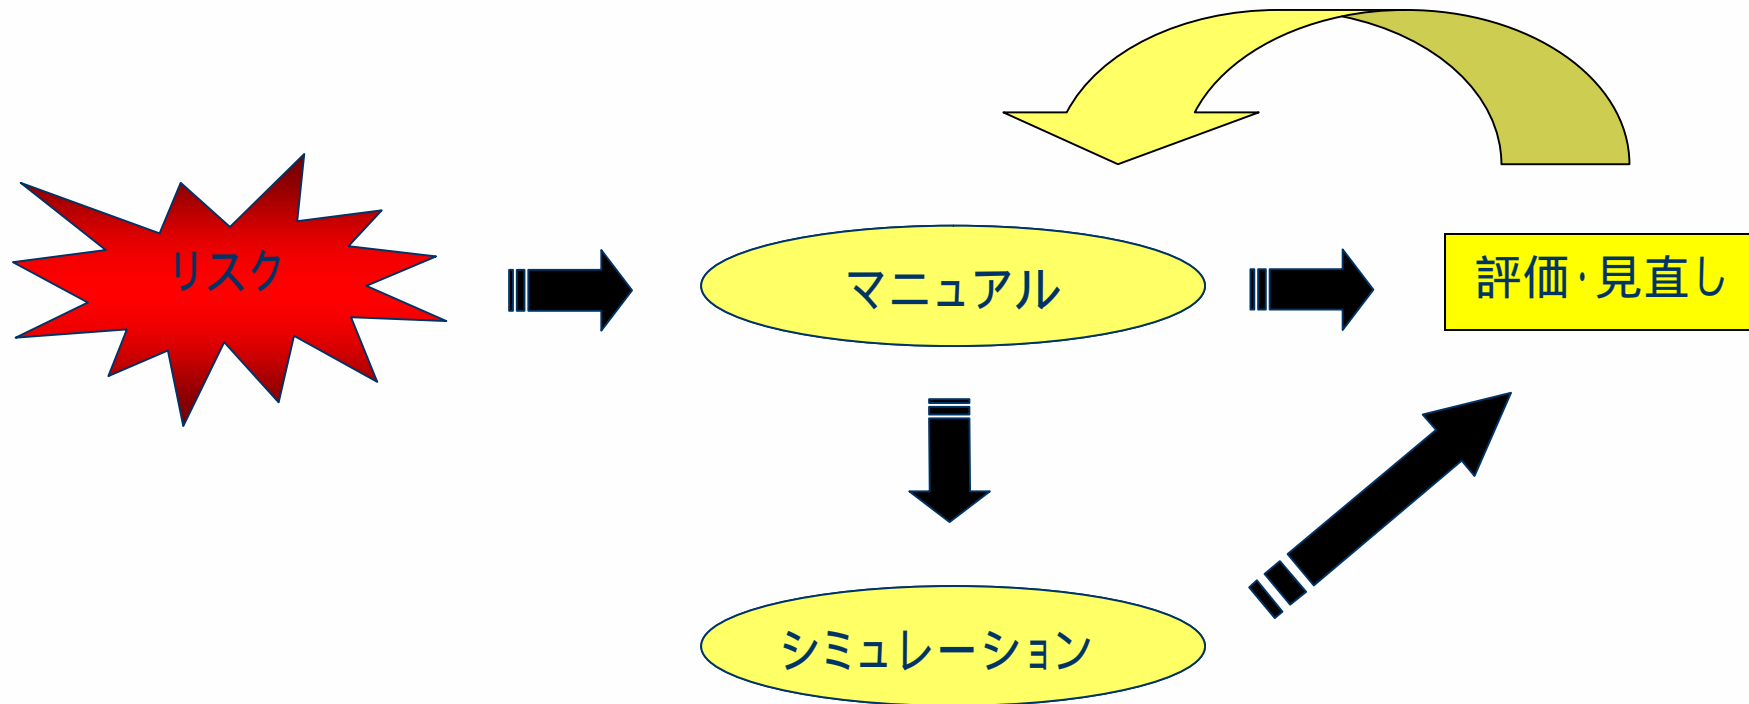 リスク
マニュアル
評価・見直し
シミュレーション